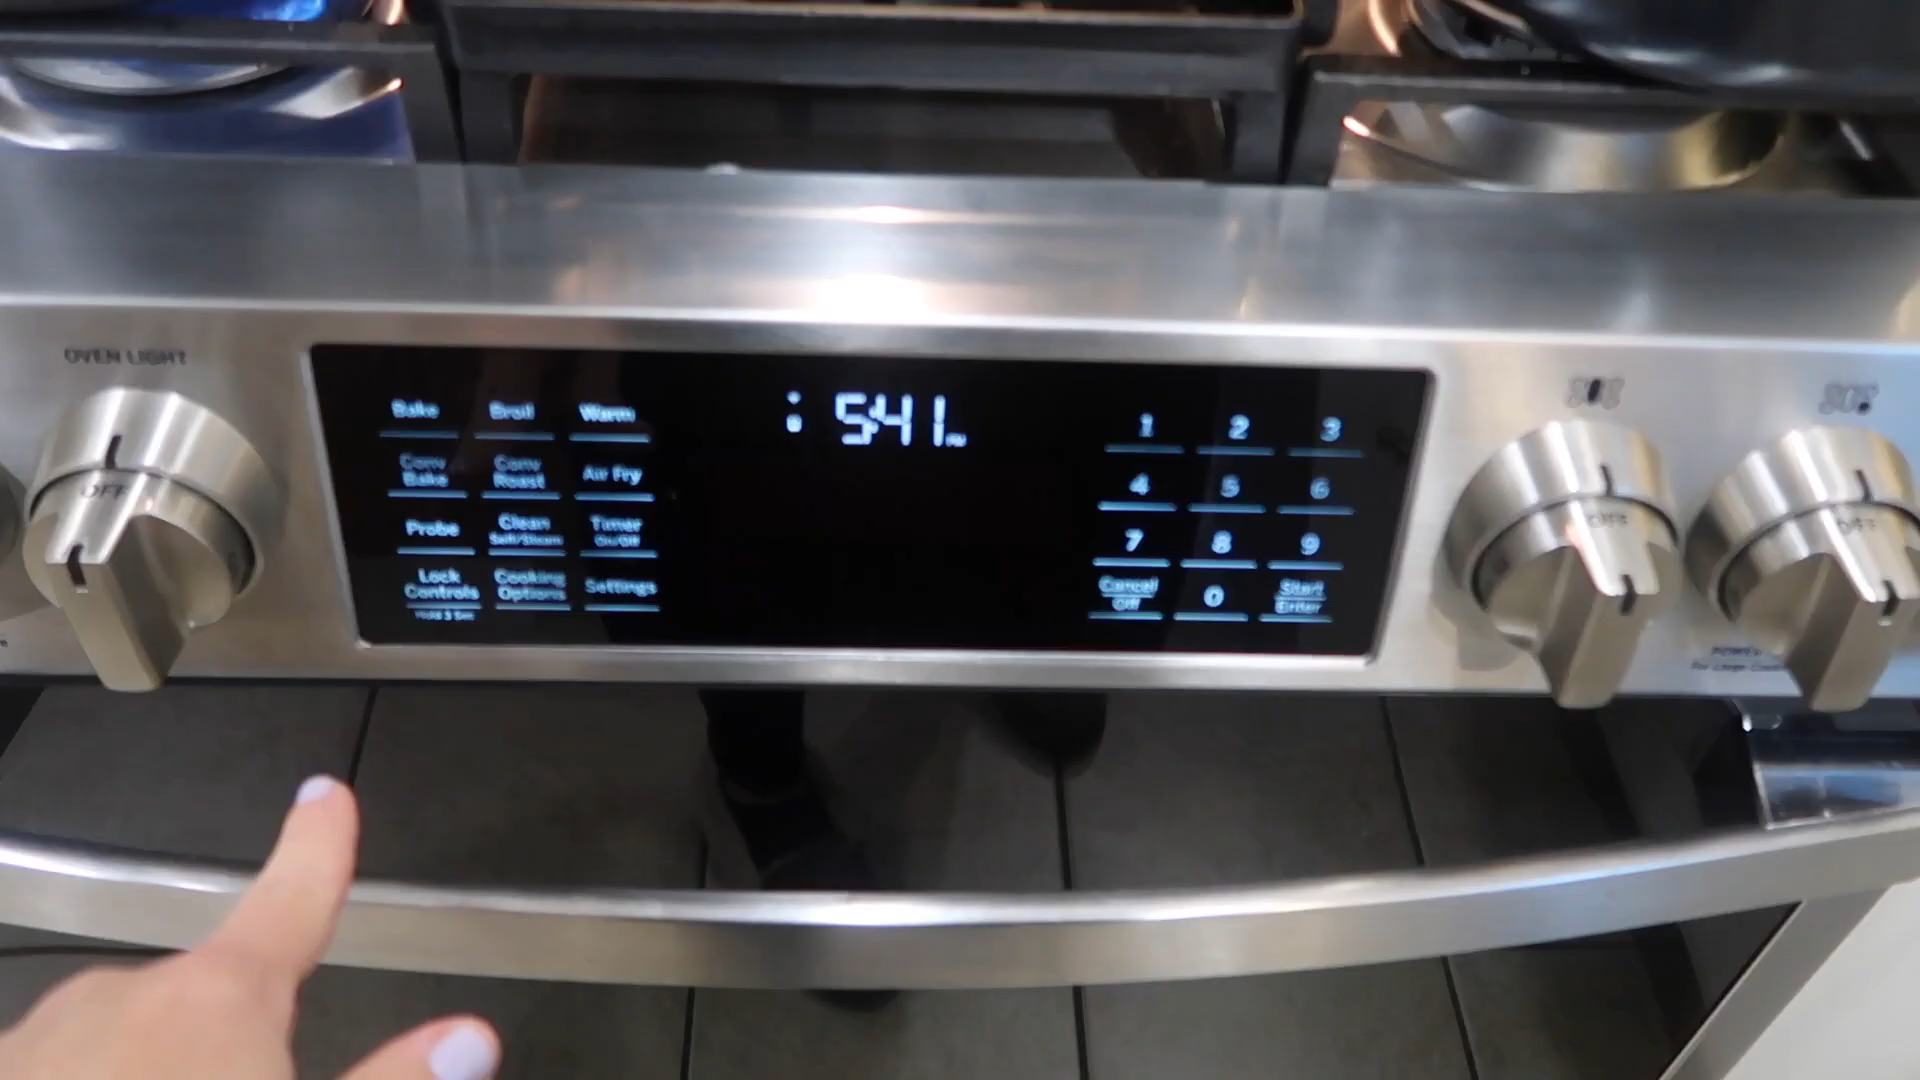 OVEN LIGHT
OFF
Bake
Broil
Warm
Conv
Bake
Conv
Roast
Air Fry
Probe
Clean
Self/Steam
Timer
On/Off
Lock
Controls
Hold 3 Sec
Cooking
Options
Settings
5:41 PM
1
2
3
4
5
6
7
8
9
Cancel
Off
0
Start
Enter
OFF
OFF